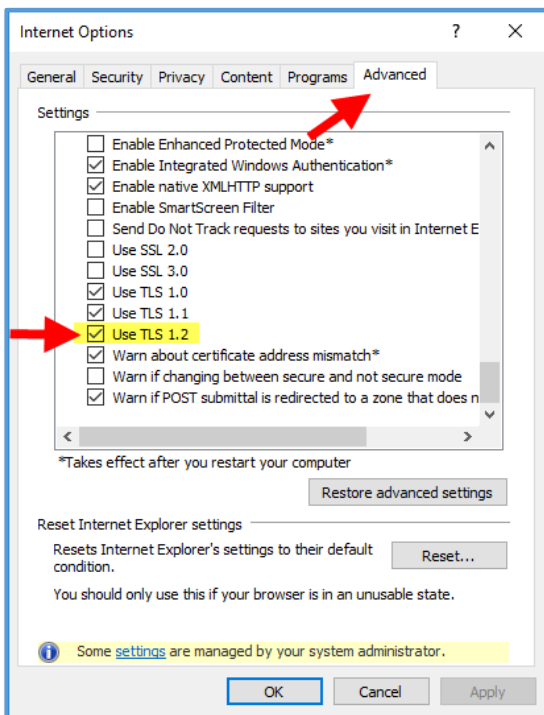 Internet Options
General Security Privacy Content Programs Advanced
Settings
Enable Enhanced Protected Mode*
Enable Integrated Windows Authentication*
Enable native XMLHTTP support
Enable SmartScreen Filter
Send Do Not Track requests to sites you visit in Internet E
Use SSL 2.0
Use SSL 3.0
Use TLS 1.0
Use TLS 1.1
Use TLS 1.2
Warn about certificate address mismatch*
Warn if changing between secure and not secure mode
Warn if POST submittal is redirected to a zone that does n
*Takes effect after you restart your computer
Restore advanced settings
Reset Internet Explorer settings
Resets Internet Explorer's settings to their default
condition.
Reset...
You should only use this if your browser is in an unusable state.
Some settings are managed by your system administrator.
OK Cancel Apply